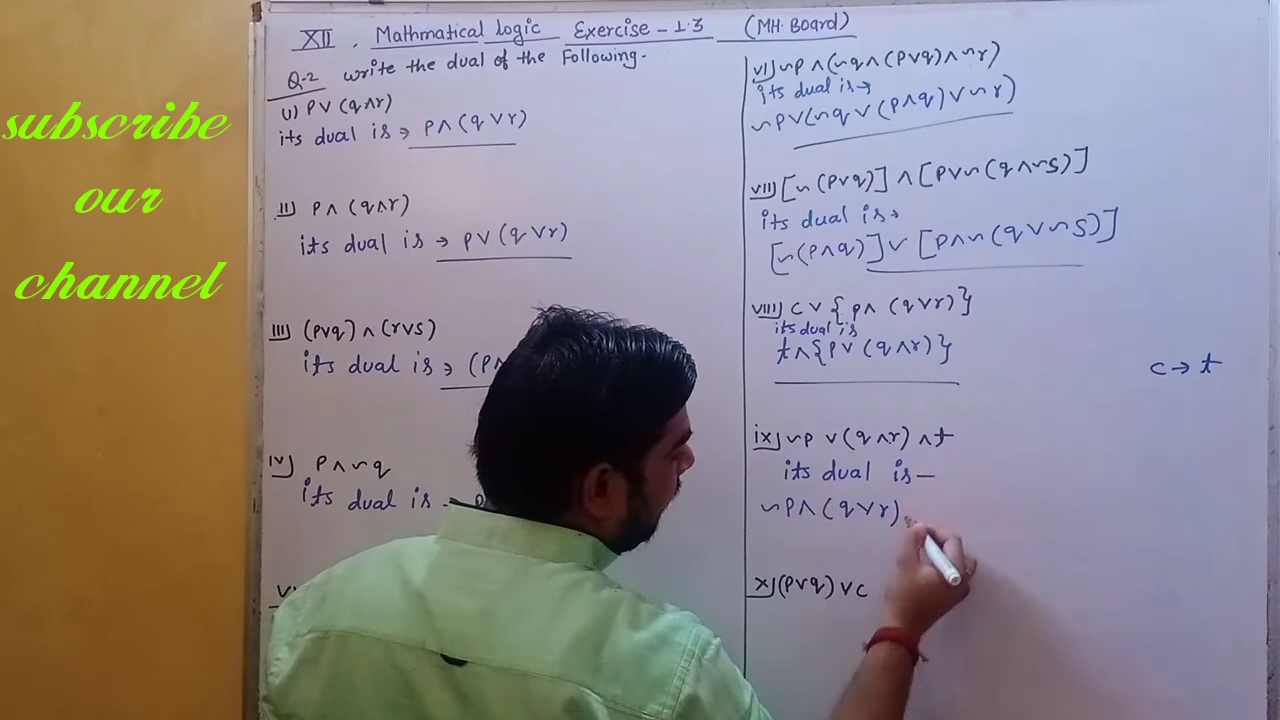 subscribe
our
channel
XII . Mathmatical logic Exercise - 1.3 (MH. Board)
Q.2 write the dual of the Following.
(I) P∨(q∧r)
its dual is → P∧(q∨r)
II) P∧(q∧r)
its dual is → P∨(q∨r)
III) (P∨q)∧(r∨s)
its dual is → (P∧
IV) P∧~q
its dual is
VI) ~P∧(~q∧(P∨q)∧~r)
its dual is→
~P∨(~q∨(P∧q)∨~r)
VII) [~(P∨q)]∧[P∨~(q∧~S)]
its dual is→
[~(P∧q)]∨[P∧~(q∨~S)]
VIII) C∨{P∧(q∨r)}
its dual is
t∧{P∨(q∧r)}
c→t
ix) ~p∨(q∧r)∧t
its dual is—
~P∧(q∨r)
X) (P∨q)∨c